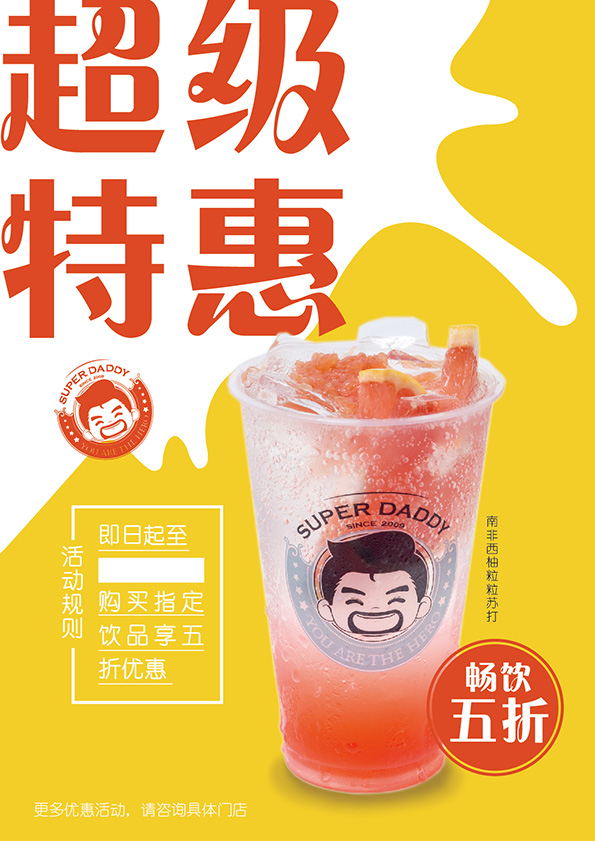 超级
特惠
SUPER DADDY
SINCE 2009
YOU ARE THE HERO
活动规则
即日起至
购买指定
饮品享五
折优惠
SUPER DADDY
SINCE 2009
YOU ARE THE HERO
南非西柚粒粒苏打
畅饮
五折
更多优惠活动，请咨询具体门店